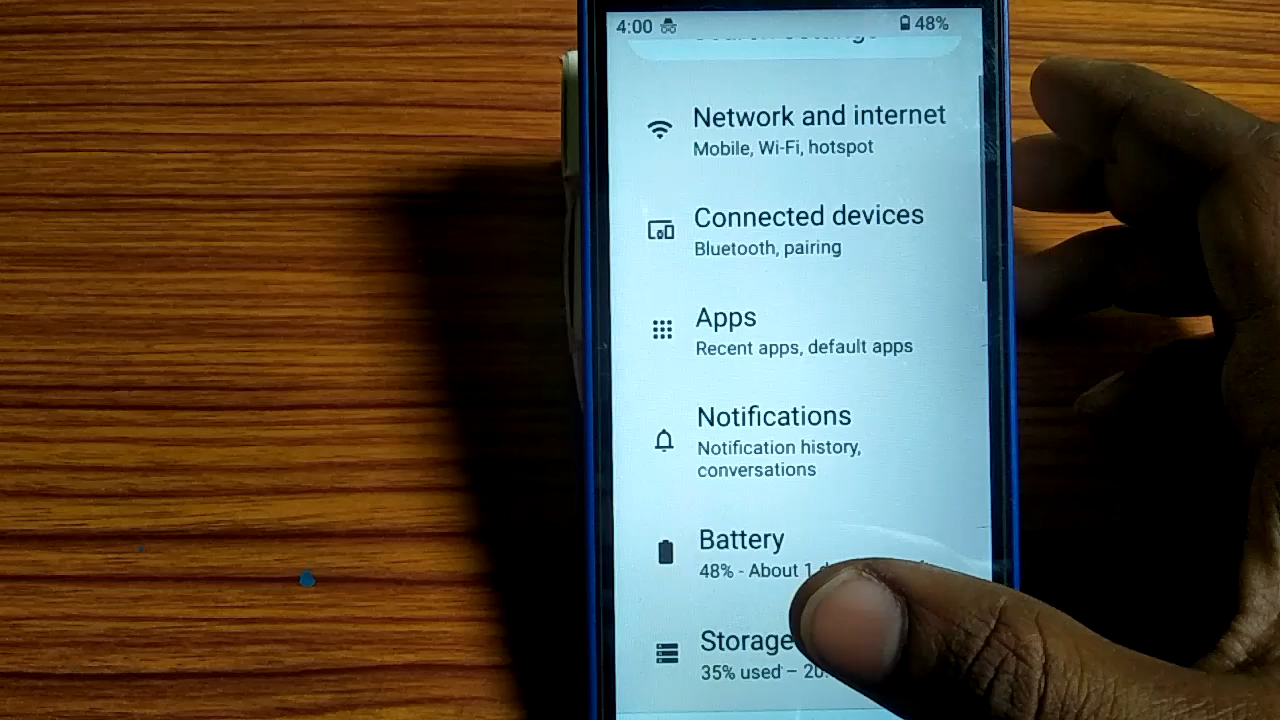 4:00 48%
Network and internet
Mobile, Wi-Fi, hotspot
Connected devices
Bluetooth, pairing
Apps
Recent apps, default apps
Notifications
Notification history,
conversations
Battery
48% - About 1
Storage
35% used –